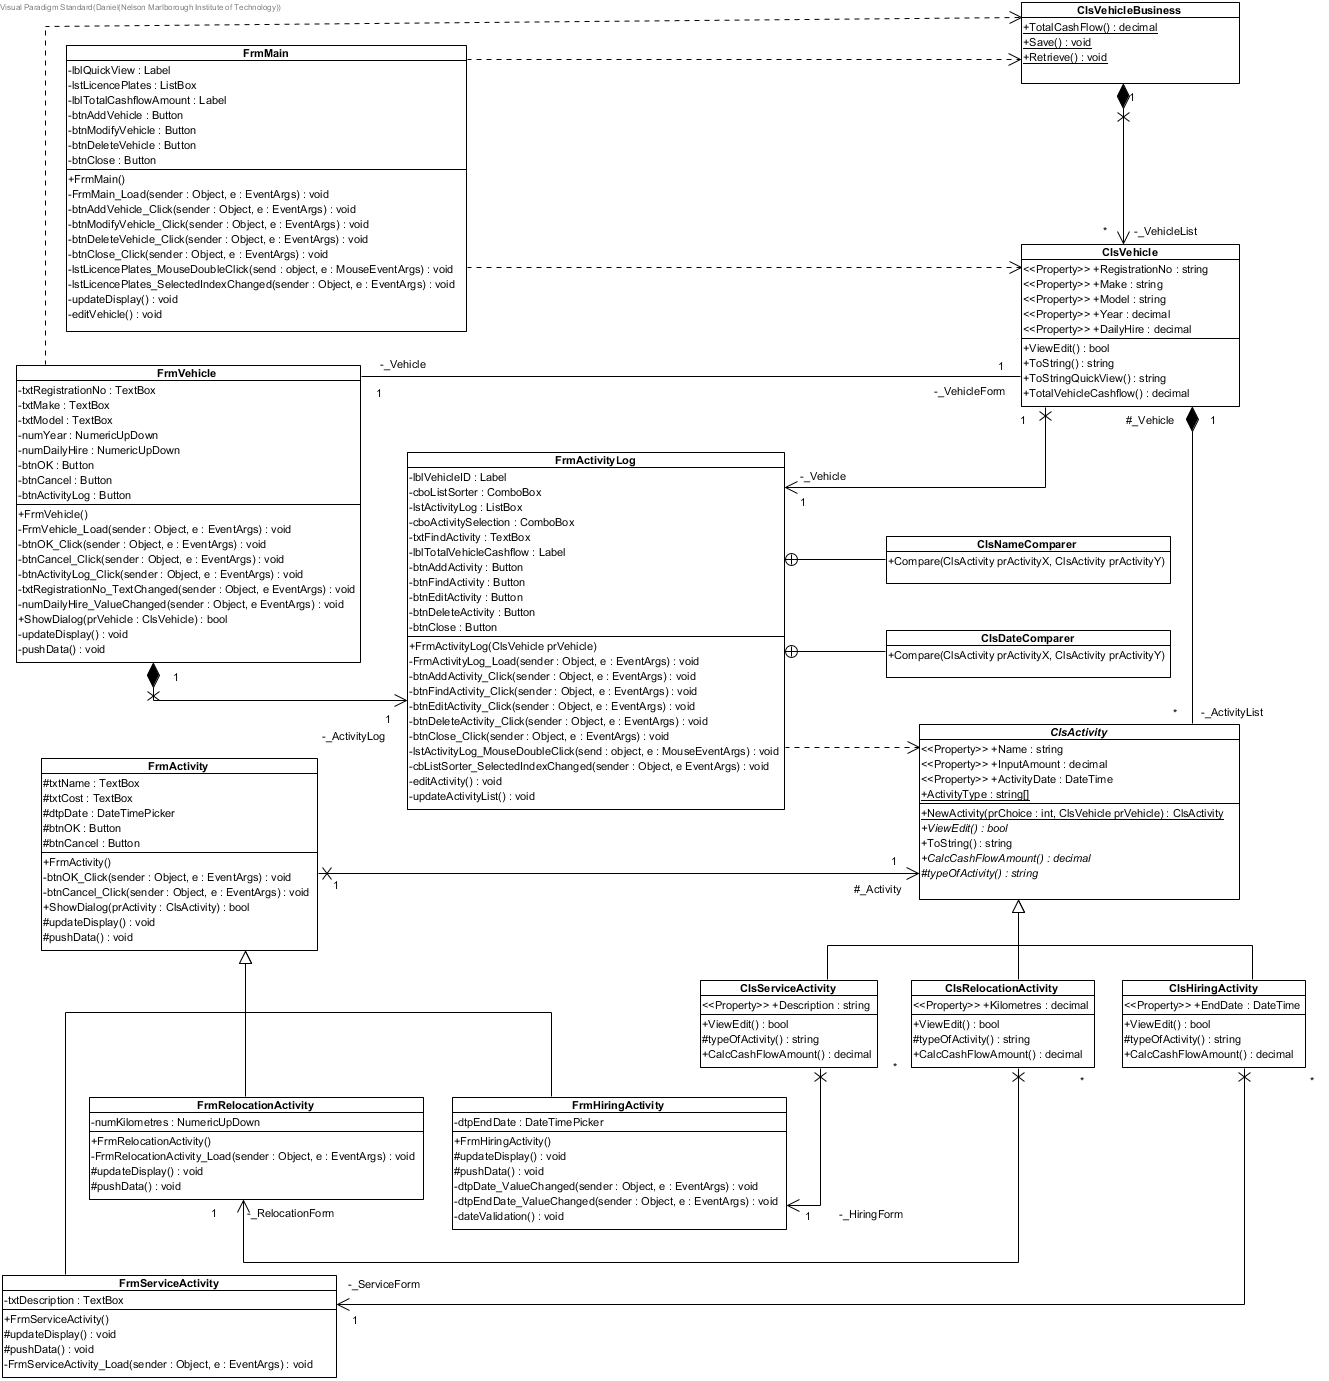 Visual Paradigm Standard(Daniel(Nelson Marlborough Institute of Technology))
ClsVehicleBusiness
+TotalCashFlow() : decimal
+Save() : void
+Retrieve() : void
1
* -_VehicleList
FrmMain
-lblQuickView : Label
-lstLicencePlates : ListBox
-lblTotalCashflowAmount : Label
-btnAddVehicle : Button
-btnModifyVehicle : Button
-btnDeleteVehicle : Button
-btnClose : Button
+FrmMain()
-FrmMain_Load(sender : Object, e : EventArgs) : void
-btnAddVehicle_Click(sender : Object, e : EventArgs) : void
-btnModifyVehicle_Click(sender : Object, e : EventArgs) : void
-btnDeleteVehicle_Click(sender : Object, e : EventArgs) : void
-btnClose_Click(sender : Object, e : EventArgs) : void
-lstLicencePlates_MouseDoubleClick(send : object, e : MouseEventArgs) : void
-lstLicencePlates_SelectedIndexChanged(sender : Object, e : EventArgs) : void
-updateDisplay() : void
-editVehicle() : void
ClsVehicle
<<Property>> +RegistrationNo : string
<<Property>> +Make : string
<<Property>> +Model : string
<<Property>> +Year : decimal
<<Property>> +DailyHire : decimal
+ViewEdit() : bool
+ToString() : string
+ToStringQuickView() : string
+TotalVehicleCashflow() : decimal
-_Vehicle
1
1
-_VehicleForm
1
#_Vehicle
1
FrmVehicle
-txtRegistrationNo : TextBox
-txtMake : TextBox
-txtModel : TextBox
-numYear : NumericUpDown
-numDailyHire : NumericUpDown
-btnOK : Button
-btnCancel : Button
-btnActivityLog : Button
+FrmVehicle()
-FrmVehicle_Load(sender : Object, e : EventArgs) : void
-btnOK_Click(sender : Object, e : EventArgs) : void
-btnCancel_Click(sender : Object, e : EventArgs) : void
-btnActivityLog_Click(sender : Object, e : EventArgs) : void
-txtRegistrationNo_TextChanged(sender : Object, e EventArgs) : void
-numDailyHire_ValueChanged(sender : Object, e EventArgs) : void
+ShowDialog(prVehicle : ClsVehicle) : bool
-updateDisplay() : void
-pushData() : void
1
1
-_ActivityLog
FrmActivityLog
-lblVehicleID : Label
-cboListSorter : ComboBox
-lstActivityLog : ListBox
-cboActivitySelection : ComboBox
-txtFindActivity : TextBox
-lblTotalVehicleCashflow : Label
-btnAddActivity : Button
-btnFindActivity : Button
-btnEditActivity : Button
-btnDeleteActivity : Button
-btnClose : Button
+FrmActivityLog(ClsVehicle prVehicle)
-FrmActivityLog_Load(sender : Object, e : EventArgs) : void
-btnAddActivity_Click(sender : Object, e : EventArgs) : void
-btnFindActivity_Click(sender : Object, e : EventArgs) : void
-btnEditActivity_Click(sender : Object, e : EventArgs) : void
-btnDeleteActivity_Click(sender : Object, e : EventArgs) : void
-btnClose_Click(sender : Object, e : EventArgs) : void
-lstActivityLog_MouseDoubleClick(send : object, e : MouseEventArgs) : void
-cbListSorter_SelectedIndexChanged(sender : Object, e EventArgs) : void
-editActivity() : void
-updateActivityList() : void
-_Vehicle
1
ClsNameComparer
+Compare(ClsActivity prActivityX, ClsActivity prActivityY)
ClsDateComparer
+Compare(ClsActivity prActivityX, ClsActivity prActivityY)
* -_ActivityList
ClsActivity
<<Property>> +Name : string
<<Property>> +InputAmount : decimal
<<Property>> +ActivityDate : DateTime
+ActivityType : string[]
+NewActivity(prChoice : int, ClsVehicle prVehicle) : ClsActivity
+ViewEdit() : bool
+ToString() : string
+CalcCashFlowAmount() : decimal
#typeOfActivity() : string
FrmActivity
#txtName : TextBox
#txtCost : TextBox
#dtpDate : DateTimePicker
#btnOK : Button
#btnCancel : Button
+FrmActivity()
-btnOK_Click(sender : Object, e : EventArgs) : void
-btnCancel_Click(sender : Object, e : EventArgs) : void
+ShowDialog(prActivity : ClsActivity) : bool
#updateDisplay() : void
#pushData() : void
1
1
#_Activity
ClsServiceActivity
<<Property>> +Description : string
+ViewEdit() : bool
#typeOfActivity() : string
+CalcCashFlowAmount() : decimal
*
ClsRelocationActivity
<<Property>> +Kilometres : decimal
+ViewEdit() : bool
#typeOfActivity() : string
+CalcCashFlowAmount() : decimal
*
ClsHiringActivity
<<Property>> +EndDate : DateTime
+ViewEdit() : bool
#typeOfActivity() : string
+CalcCashFlowAmount() : decimal
*
FrmRelocationActivity
-numKilometres : NumericUpDown
+FrmRelocationActivity()
-FrmRelocationActivity_Load(sender : Object, e : EventArgs) : void
#updateDisplay() : void
#pushData() : void
1 -_RelocationForm
FrmHiringActivity
-dtpEndDate : DateTimePicker
+FrmHiringActivity()
#updateDisplay() : void
#pushData() : void
-dtpDate_ValueChanged(sender : Object, e : EventArgs) : void
-dtpEndDate_ValueChanged(sender : Object, e : EventArgs) : void
-dateValidation() : void
1 -_HiringForm
FrmServiceActivity
-txtDescription : TextBox
+FrmServiceActivity()
#updateDisplay() : void
#pushData() : void
-FrmServiceActivity_Load(sender : Object, e : EventArgs) : void
-_ServiceForm
1